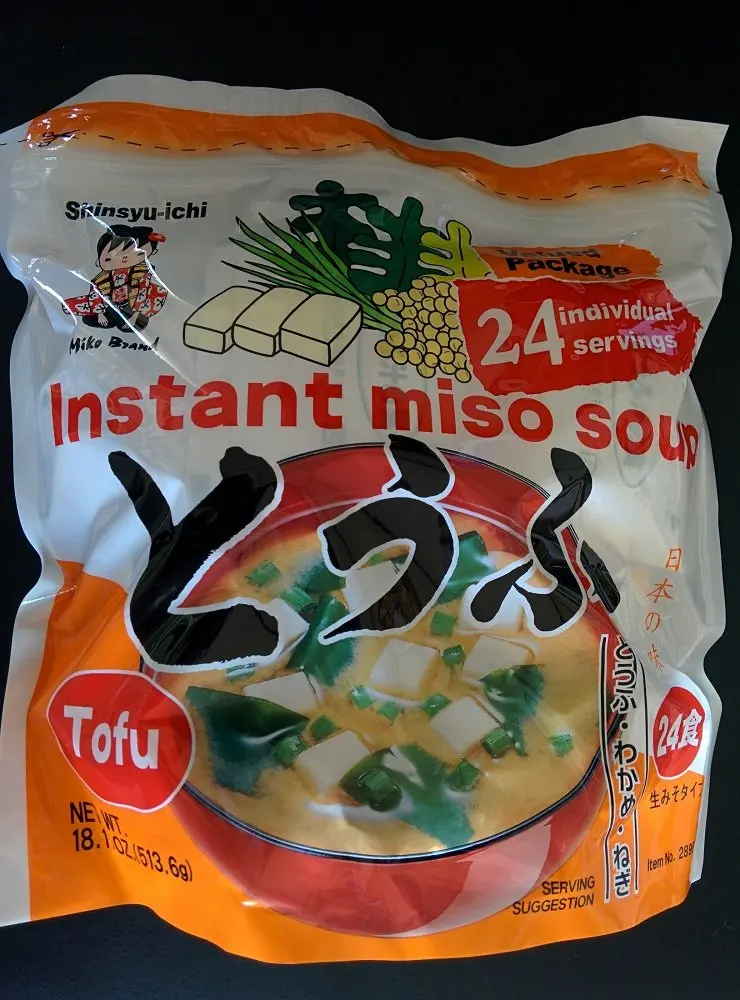 Shinsyu-ichi
Miko Brand
Valued
Package
24 individual
servings
Instant miso soup
とうふ
日本の味
とうふ・わかめ・ねぎ
24食
生みそタイプ
Tofu
NET WT.
18.1 OZ.(513.6g)
SERVING
SUGGESTION
Item No.